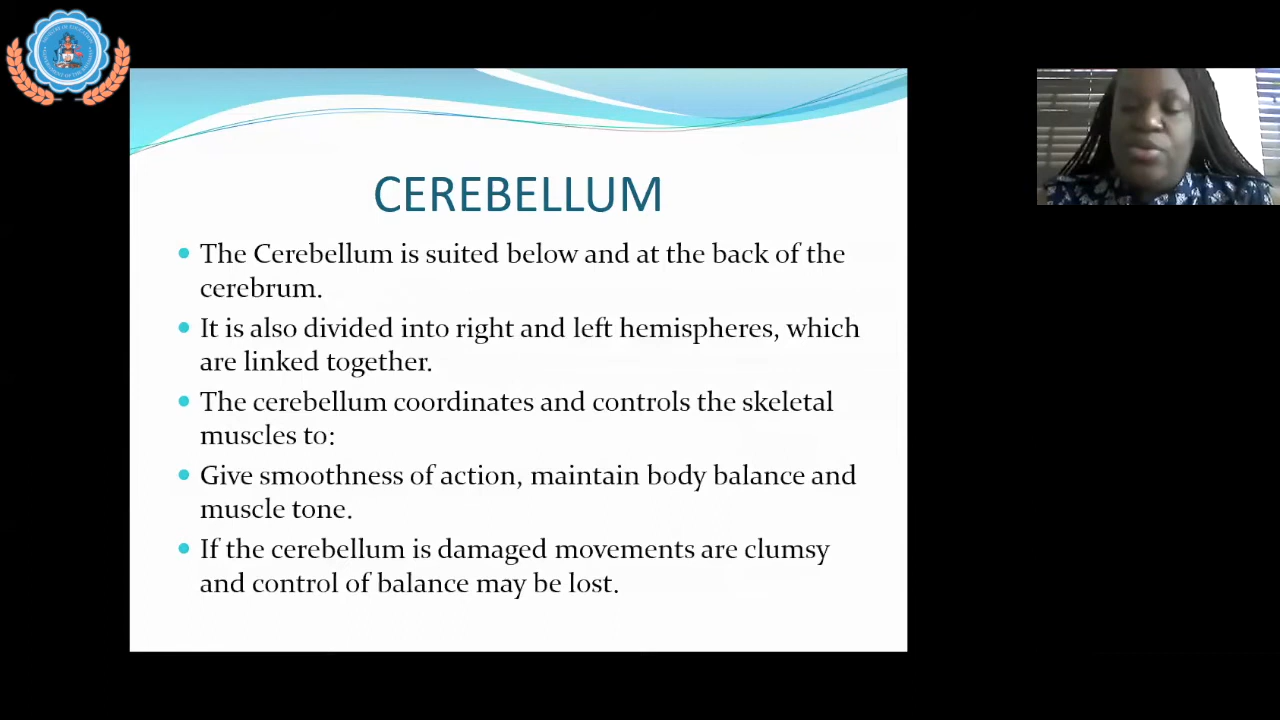 CEREBELLUM
The Cerebellum is suited below and at the back of the
cerebrum.
It is also divided into right and left hemispheres, which
are linked together.
The cerebellum coordinates and controls the skeletal
muscles to:
Give smoothness of action, maintain body balance and
muscle tone.
If the cerebellum is damaged movements are clumsy
and control of balance may be lost.